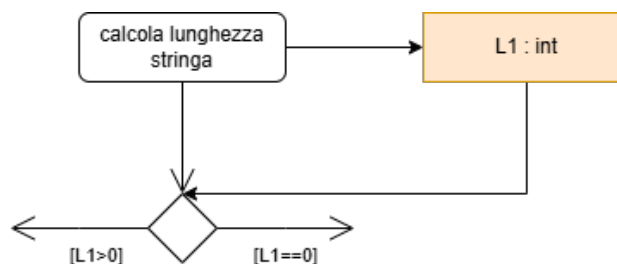 calcola lunghezza
stringa
L1 : int
[L1>0]
[L1==0]